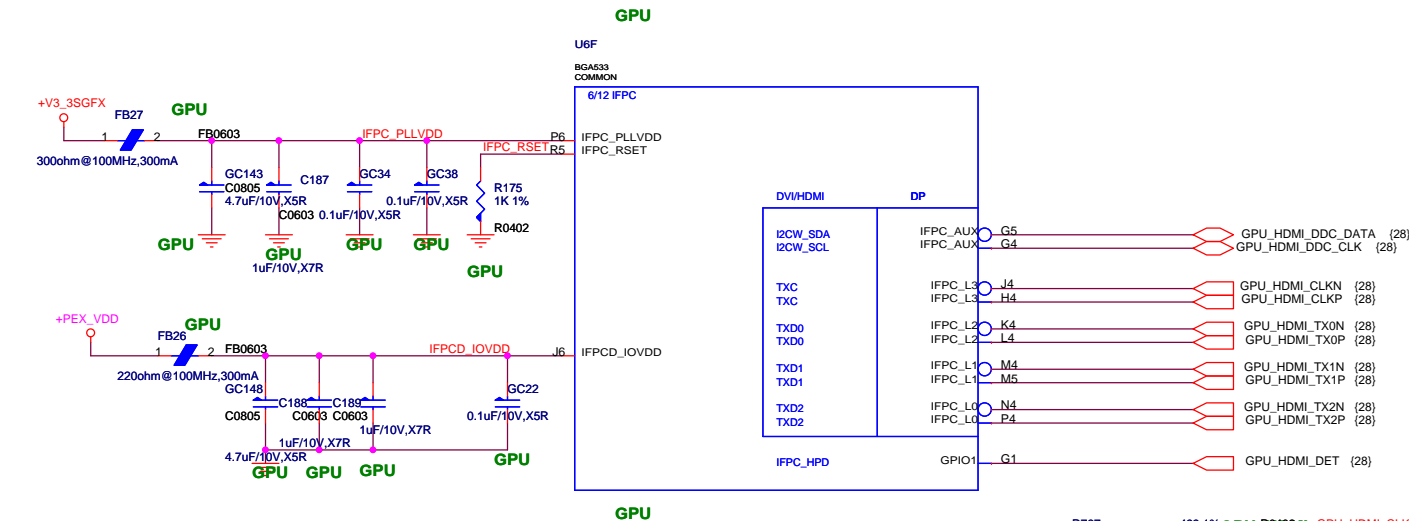 GPU
U6F
BGA533
COMMON
6/12 IFPC
+V3_3SGFX
FB27
GPU
1 2 FB0603 IFPC_PLLVDD P6 IFPC_PLLVDD
300ohm@100MHz,300mA
IFPC_RSET R5 IFPC_RSET
GC143 C187 GC34 GC38 R175
C0805 1K 1%
4.7uF/10V,X5R 0.1uF/10V,X5R
C0603 0.1uF/10V,X5R
R0402
GPU GPU GPU GPU
1uF/10V,X7R GPU
DVI/HDMI DP
I2CW_SDA IFPC_AUX G5 GPU_HDMI_DDC_DATA {28}
I2CW_SCL IFPC_AUX G4 GPU_HDMI_DDC_CLK {28}
TXC IFPC_L3 J4 GPU_HDMI_CLKN {28}
TXC IFPC_L3 H4 GPU_HDMI_CLKP {28}
TXD0 IFPC_L2 K4 GPU_HDMI_TX0N {28}
TXD0 IFPC_L2 L4 GPU_HDMI_TX0P {28}
TXD1 IFPC_L1 M4 GPU_HDMI_TX1N {28}
TXD1 IFPC_L1 M5 GPU_HDMI_TX1P {28}
TXD2 IFPC_L0 N4 GPU_HDMI_TX2N {28}
TXD2 IFPC_L0 P4 GPU_HDMI_TX2P {28}
IFPC_HPD GPIO1 G1 GPU_HDMI_DET {28}
+PEX_VDD
GPU
FB26
1 2 FB0603 IFPCD_IOVDD J6 IFPCD_IOVDD
220ohm@100MHz,300mA
GC148 C188 C189 GC22
C0805 C0603 C0603 0.1uF/10V,X5R
1uF/10V,X7R
1uF/10V,X7R
4.7uF/10V,X5R
GPU GPU GPU GPU
GPU